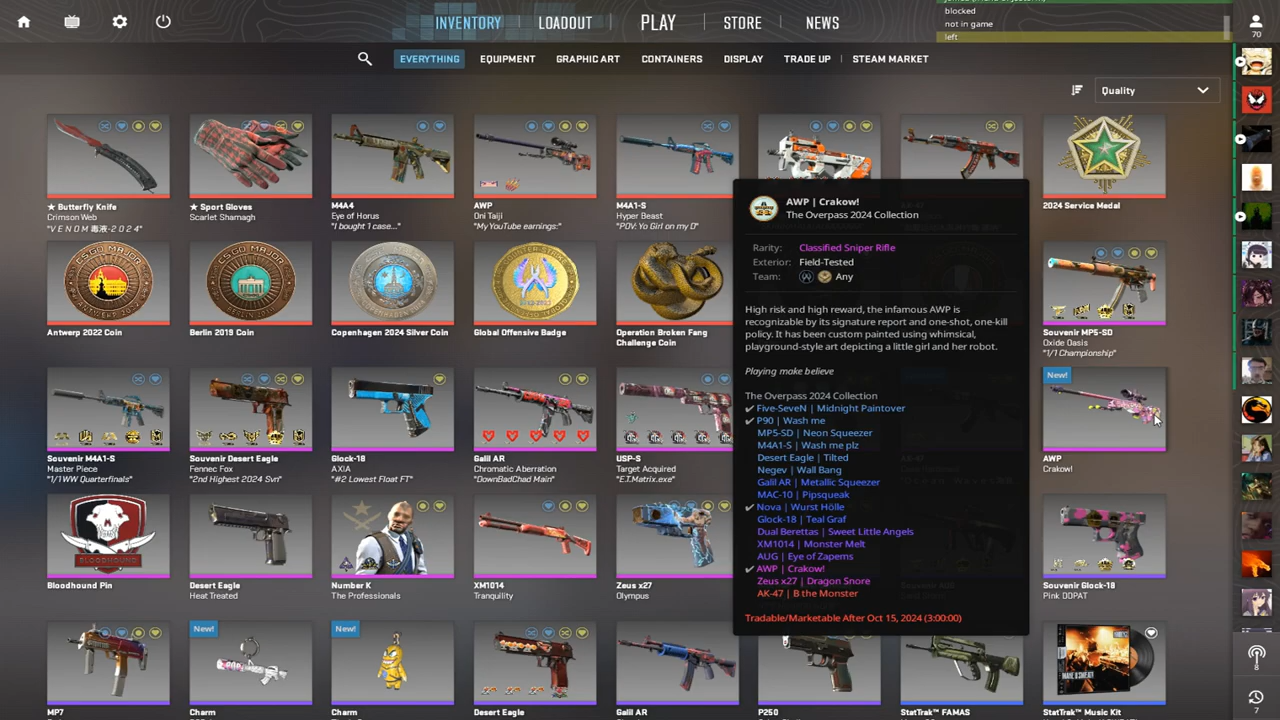 blocked
not in game
left
INVENTORY
LOADOUT
PLAY
STORE
NEWS
70
EVERYTHING
EQUIPMENT
GRAPHIC ART
CONTAINERS
DISPLAY
TRADE UP
STEAM MARKET
Quality
★ Butterfly Knife
Crimson Web
"V E N O M 毒液 - 2 0 2 4"
★ Sport Gloves
Scarlet Shamagh
M4A4
Eye of Horus
"I bought 1 case..."
AWP
Oni Taiji
"My YouTube earnings:"
M4A1-S
Hyper Beast
"POV: Yo Girl on my D"
2024 Service Medal
Antwerp 2022 Coin
Berlin 2019 Coin
Copenhagen 2024 Silver Coin
Global Offensive Badge
Operation Broken Fang
Challenge Coin
Souvenir MP5-SD
Oxide Oasis
"1/1 Championship"
Souvenir M4A1-S
Master Piece
"1/1WW Quarterfinals"
Souvenir Desert Eagle
Fennec Fox
"2nd Highest 2024 Svn"
Glock-18
AXIA
"#2 Lowest Float FT"
Galil AR
Chromatic Aberration
"DownBadChad Main"
USP-S
Target Acquired
"E.T.Matrix.exe"
New!
AWP
Crakow!
BLOODHOUND
Bloodhound Pin
Desert Eagle
Heat Treated
Number K
The Professionals
XM1014
Tranquility
Zeus x27
Olympus
Souvenir Glock-18
Pink DDPAT
MP7
New!
Charm
New!
Charm
Desert Eagle
Galil AR
P250
StatTrak™ FAMAS
StatTrak™ Music Kit
AWP | Crakow!
The Overpass 2024 Collection
Rarity: Classified Sniper Rifle
Exterior: Field-Tested
Team: Any
High risk and high reward, the infamous AWP is
recognizable by its signature report and one-shot, one-kill
policy. It has been custom painted using whimsical,
playground-style art depicting a little girl and her robot.
Playing make believe
The Overpass 2024 Collection
✔ Five-SeveN | Midnight Paintover
✔ P90 | Wash me
MP5-SD | Neon Squeezer
M4A1-S | Wash me plz
Desert Eagle | Tilted
Negev | Wall Bang
Galil AR | Metallic Squeezer
MAC-10 | Pipsqueak
✔ Nova | Wurst Hölle
Glock-18 | Teal Graf
Dual Berettas | Sweet Little Angels
XM1014 | Monster Melt
AUG | Eye of Zapems
✔ AWP | Crakow!
Zeus x27 | Dragon Snore
AK-47 | B the Monster
Tradable/Marketable After Oct 15, 2024 (3:00:00)
8
7